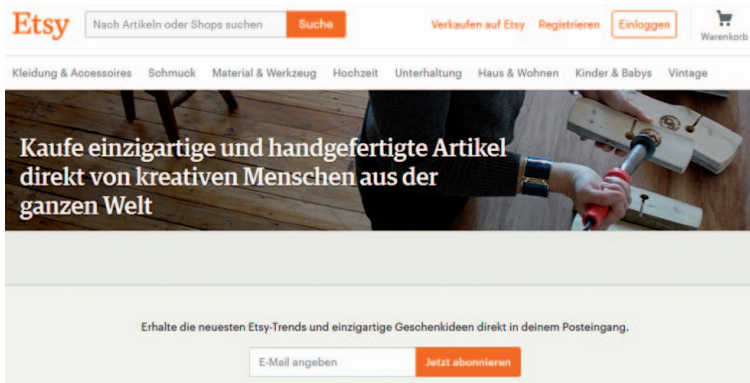 Etsy
Nach Artikeln oder Shops suchen
Suche
Verkaufen auf Etsy
Registrieren
Einloggen
Warenkorb
Kleidung & Accessoires Schmuck Material & Werkzeug Hochzeit Unterhaltung Haus & Wohnen Kinder & Babys Vintage
Kaufe einzigartige und handgefertigte Artikel
direkt von kreativen Menschen aus der
ganzen Welt
Erhalte die neuesten Etsy-Trends und einzigartige Geschenkideen direkt in deinem Posteingang.
E-Mail angeben
Jetzt abonnieren